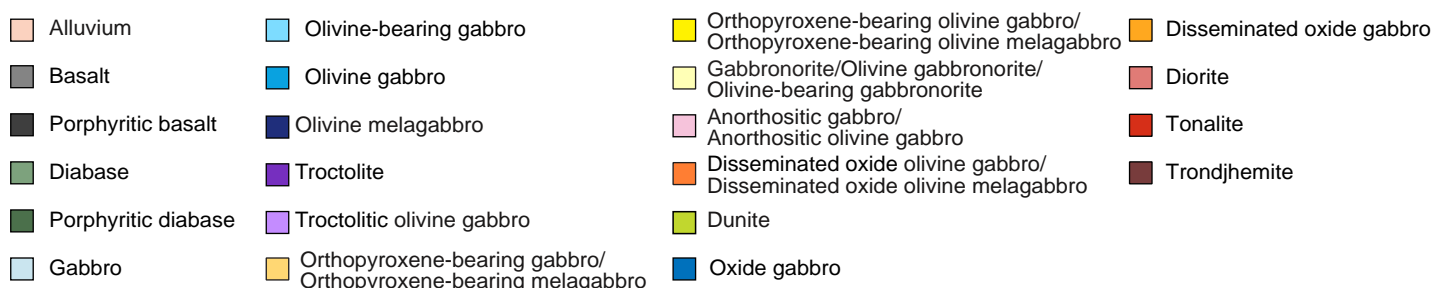 Alluvium
Basalt
Porphyritic basalt
Diabase
Porphyritic diabase
Gabbro
Olivine-bearing gabbro
Olivine gabbro
Olivine melagabbro
Troctolite
Troctolitic olivine gabbro
Orthopyroxene-bearing gabbro/
Orthopyroxene-bearing melagabbro
Orthopyroxene-bearing olivine gabbro/
Orthopyroxene-bearing olivine melagabbro
Gabbronorite/Olivine gabbronorite/
Olivine-bearing gabbronorite
Anorthositic gabbro/
Anorthositic olivine gabbro
Disseminated oxide olivine gabbro/
Disseminated oxide olivine melagabbro
Dunite
Oxide gabbro
Disseminated oxide gabbro
Diorite
Tonalite
Trondjhemite